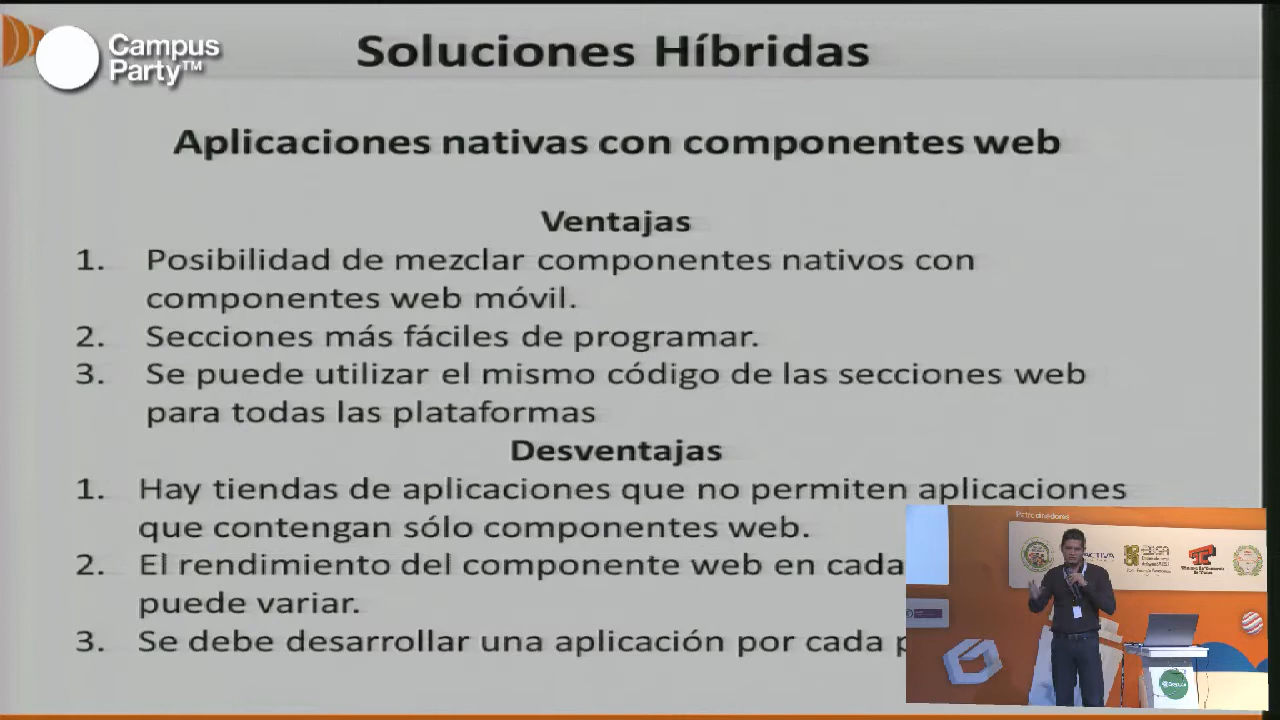 Campus
Party™
Soluciones Híbridas
Aplicaciones nativas con componentes web
Ventajas
1. Posibilidad de mezclar componentes nativos con
componentes web móvil.
2. Secciones más fáciles de programar.
3. Se puede utilizar el mismo código de las secciones web
para todas las plataformas
Desventajas
1. Hay tiendas de aplicaciones que no permiten aplicaciones
que contengan sólo componentes web.
2. El rendimiento del componente web en cada
puede variar.
3. Se debe desarrollar una aplicación por cada
Patrocinadores